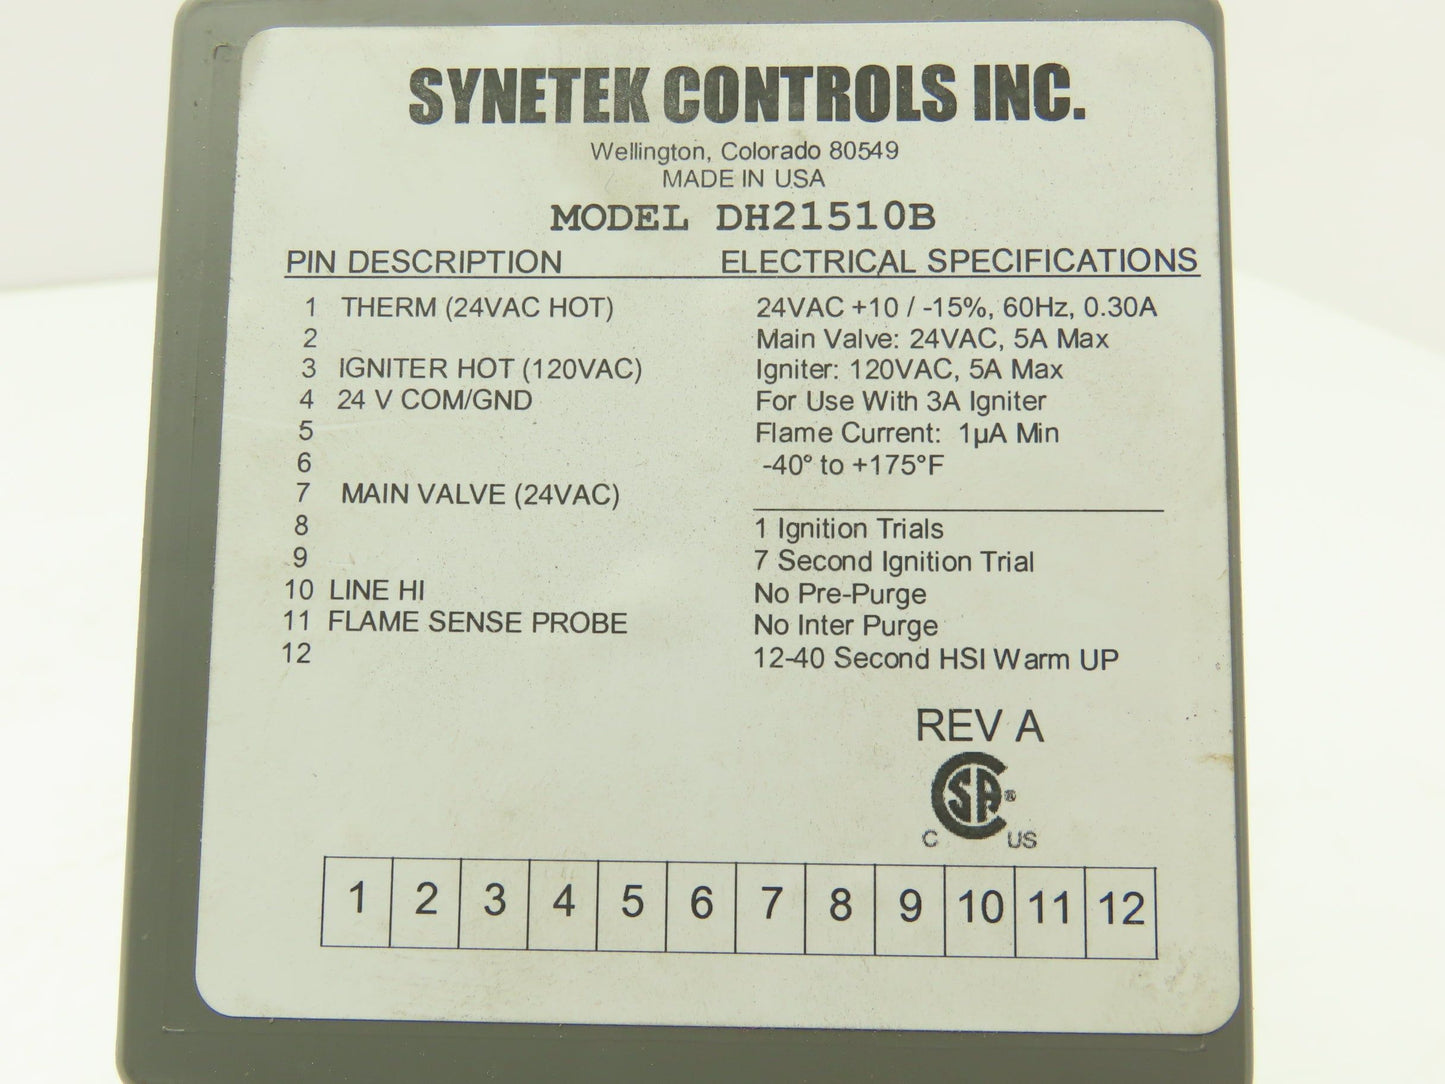 SYNETEK CONTROLS INC.
Wellington, Colorado 80549
MADE IN USA
MODEL DH21510B
PIN DESCRIPTION
1 THERM (24VAC HOT)
2
3 IGNITER HOT (120VAC)
4 24 V COM/GND
5
6
7 MAIN VALVE (24VAC)
8
9
10 LINE HI
11 FLAME SENSE PROBE
12
ELECTRICAL SPECIFICATIONS
24VAC +10 / -15%, 60Hz, 0.30A
Main Valve: 24VAC, 5A Max
Igniter: 120VAC, 5A Max
For Use With 3A Igniter
Flame Current: 1µA Min
-40° to +175°F
1 Ignition Trials
7 Second Ignition Trial
No Pre-Purge
No Inter Purge
12-40 Second HSI Warm UP
REV A
CSA®
C US
1 2 3 4 5 6 7 8 9 10 11 12